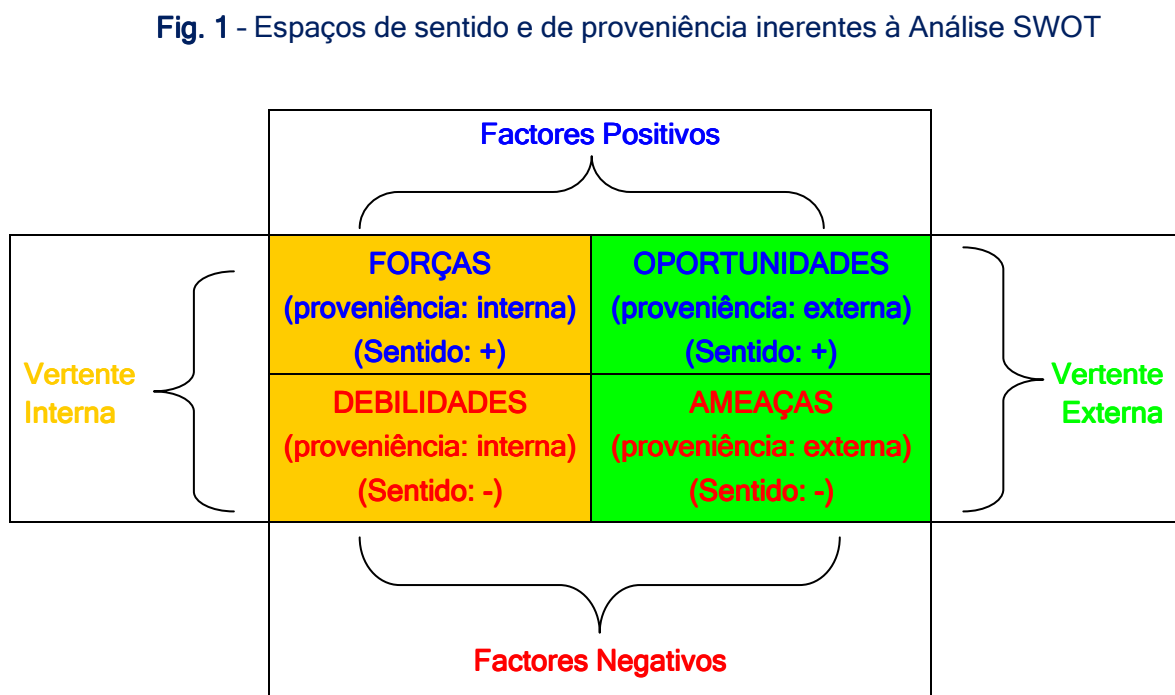 Fig. 1 - Espaços de sentido e de proveniência inerentes à Análise SWOT
Factores Positivos
FORÇAS
(proveniência: interna)
(Sentido: +)
OPORTUNIDADES
(proveniência: externa)
(Sentido: +)
Vertente
Interna
DEBILIDADES
(proveniência: interna)
(Sentido: -)
AMEAÇAS
(proveniência: externa)
(Sentido: -)
Vertente
Externa
Factores Negativos